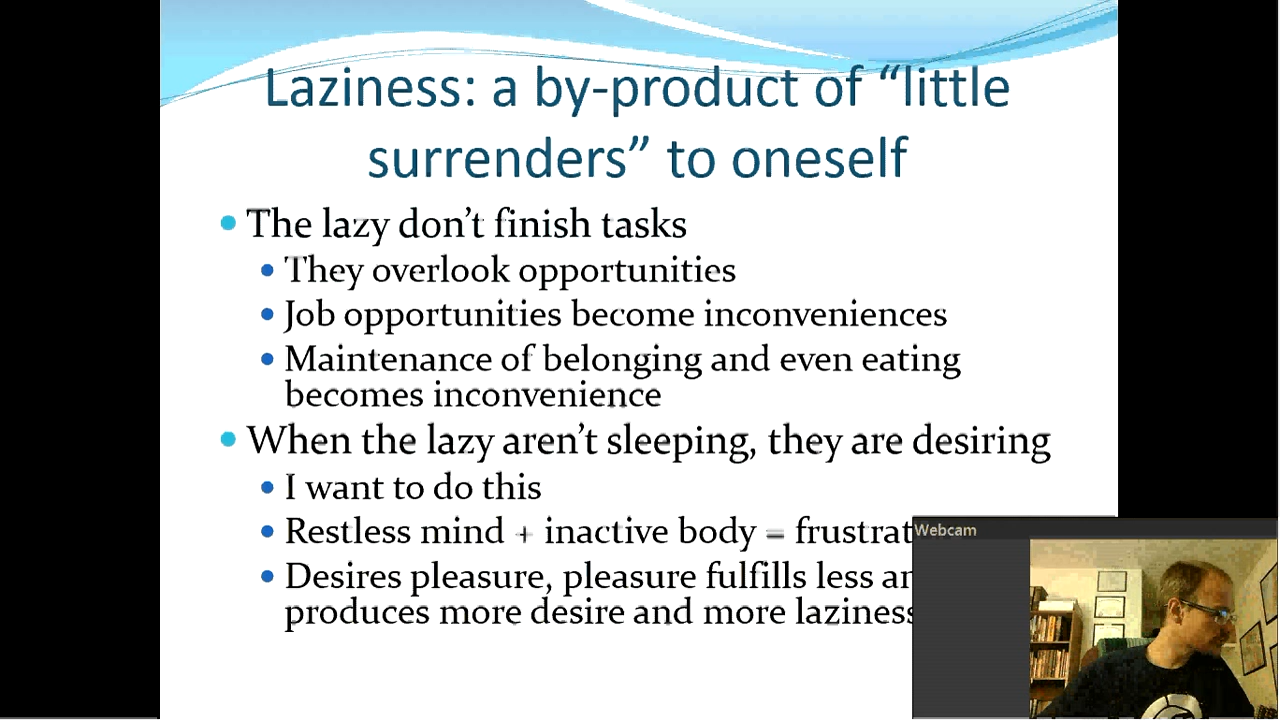 Laziness: a by-product of “little
surrenders” to oneself
The lazy don’t finish tasks
They overlook opportunities
Job opportunities become inconveniences
Maintenance of belonging and even eating
becomes inconvenience
When the lazy aren’t sleeping, they are desiring
I want to do this
Restless mind + inactive body = frustrat
Desires pleasure, pleasure fulfills less
produces more desire and more laziness
Webcam